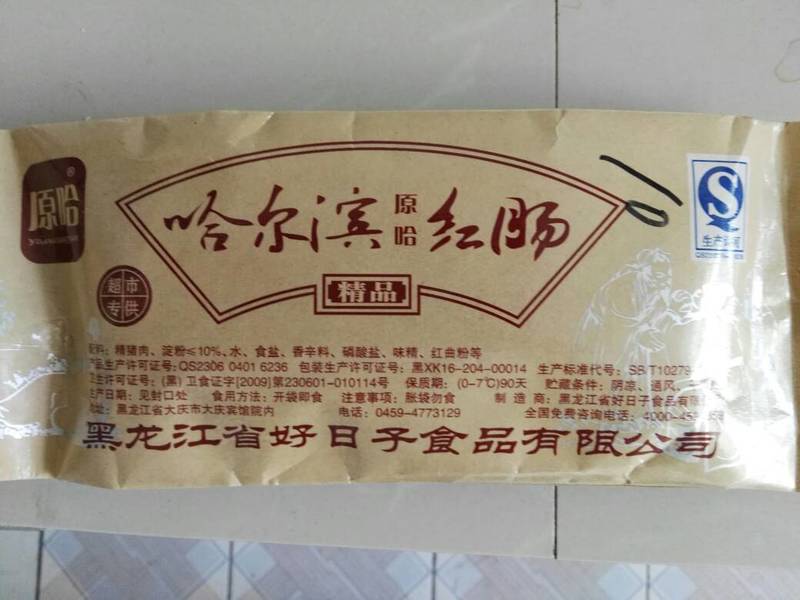 原哈
哈尔滨原哈红肠
10
精品
超市专供
生产许可
配料：精猪肉、淀粉≤10%、水、食盐、香辛料、磷酸盐、味精、红曲粉等
产品生产许可证号:QS2306 0401 6236 包装生产许可证号: 黑XK16-204-00014 生产标准代号: SB/T10279
卫生许可证号: (黑) 卫食证字[2009]第230601-010114号 保质期: (0-7℃)90天 贮藏条件: 阴凉、通风、
生产日期: 见封口处 食用方法: 开袋即食 注意事项: 胀袋勿食 制造商: 黑龙江省好日子食品有限公司
地址: 黑龙江省大庆市大庆宾馆院内 电话: 0459-4773129 全国免费咨询电话:
黑龙江省好日子食品有限公司